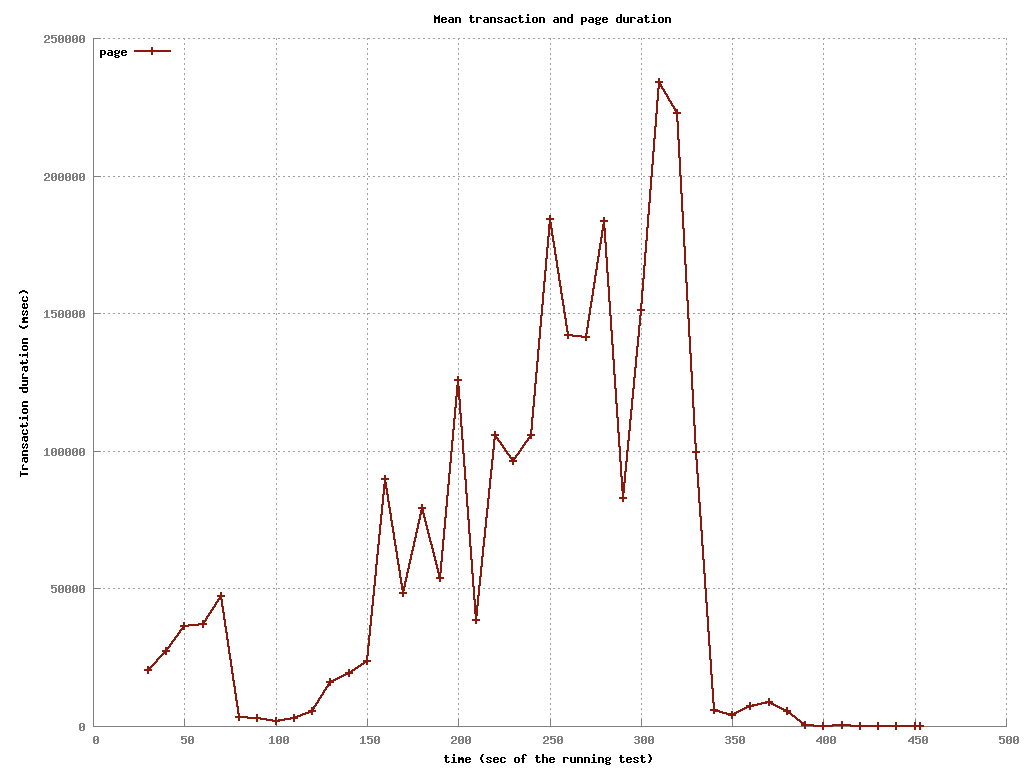 Mean transaction and page duration
250000
page
200000
150000
Transaction duration (msec)
100000
50000
0
0 50 100 150 200 250 300 350 400 450 500
time (sec of the running test)